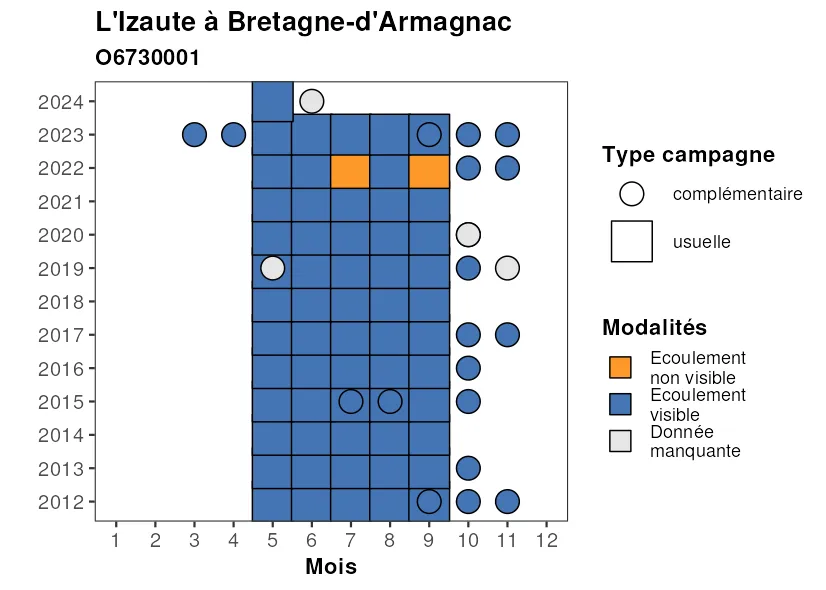 L'Izaute à Bretagne-d'Armagnac
O6730001
2024
2023
2022
2021
2020
2019
2018
2017
2016
2015
2014
2013
2012
1 2 3 4 5 6 7 8 9 10 11 12
Mois
Type campagne
complémentaire
usuelle
Modalités
Ecoulement
non visible
Ecoulement
visible
Donnée
manquante